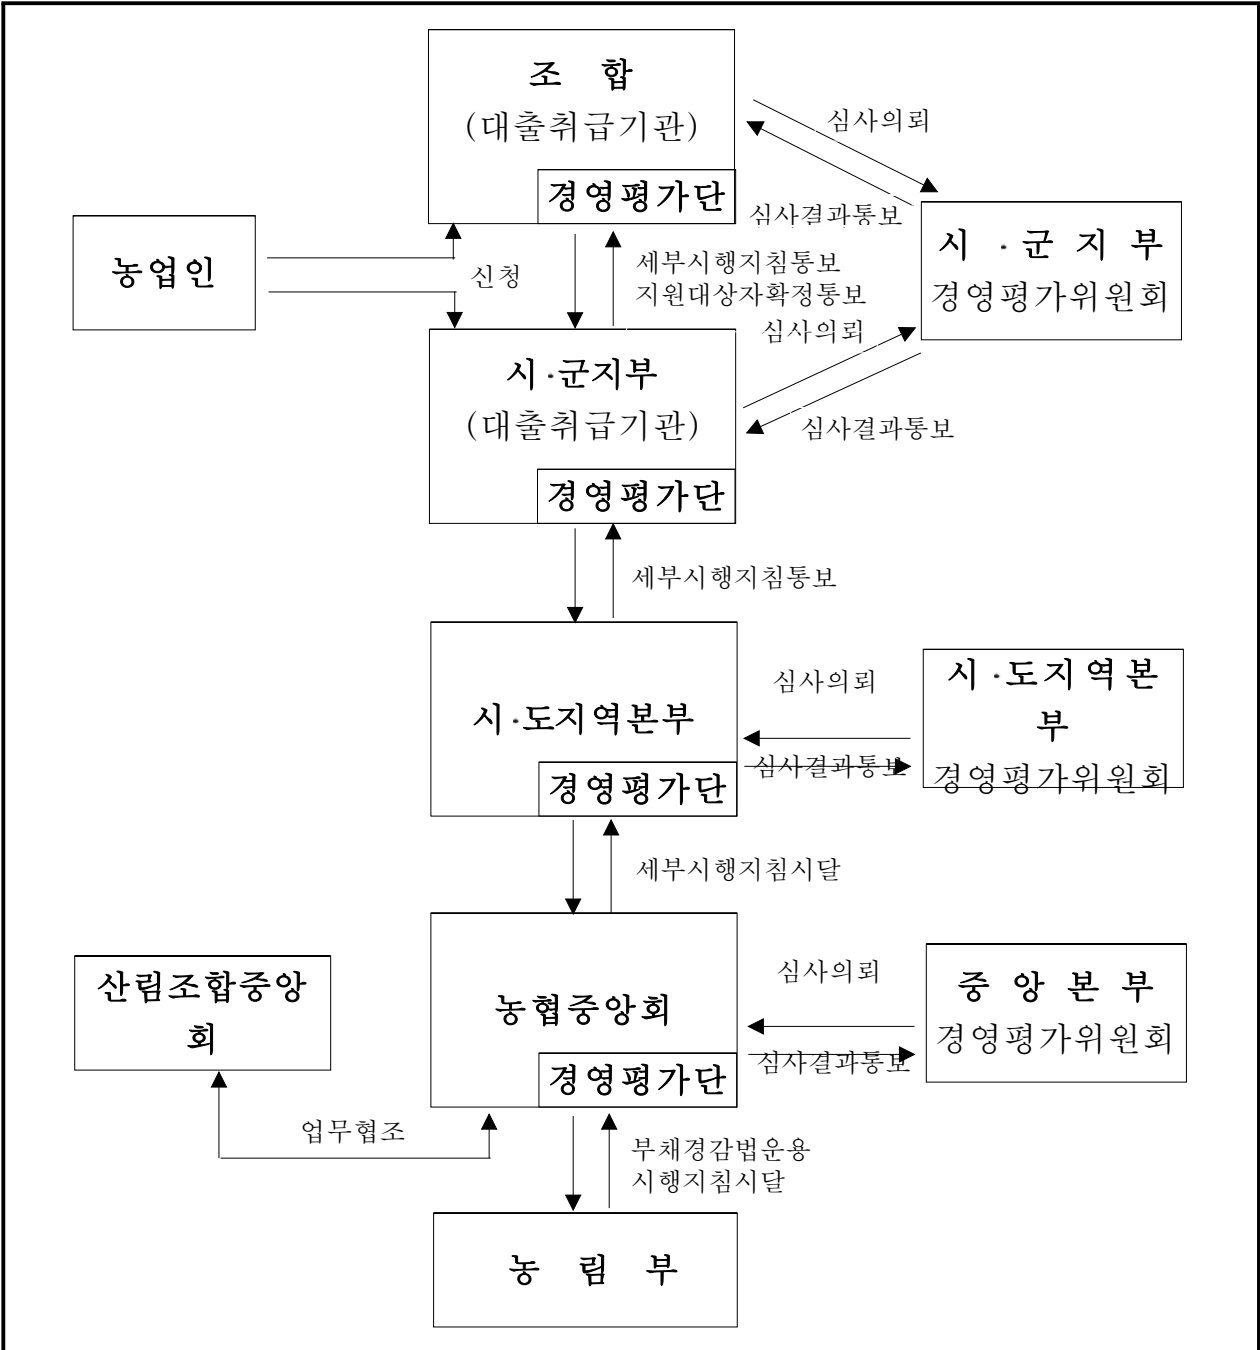 조 합
(대출취급기관)
경영평가단
심사의뢰
심사결과통보
농업인
신청
세부시행지침통보
지원대상자확정통보
시 ·군 지 부
경영평가위원회
심사의뢰
시·군지부
(대출취급기관)
심사결과통보
경영평가단
세부시행지침통보
시·도지역본부
경영평가단
심사의뢰
심사결과통보
시·도지역본
부
경영평가위원회
세부시행지침시달
산림조합중앙
회
농협중앙회
경영평가단
심사의뢰
심사결과통보
중 앙 본 부
경영평가위원회
업무협조
부채경감법운용
시행지침시달
농 림 부